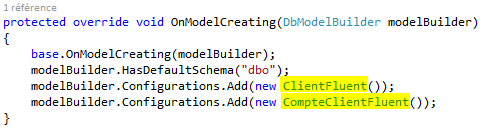 1 référence
protected override void OnModelCreating(DbModelBuilder modelBuilder)
{
base.OnModelCreating(modelBuilder);
modelBuilder.HasDefaultSchema("dbo");
modelBuilder.Configurations.Add(new ClientFluent());
modelBuilder.Configurations.Add(new CompteClientFluent());
}